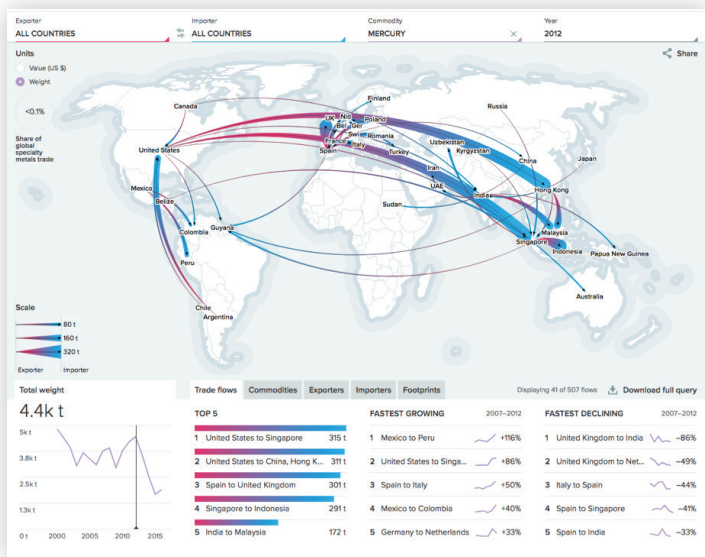 Exporter
ALL COUNTRIES
Importer
ALL COUNTRIES
Commodity
MERCURY
Year
2012
Units
Value (US $)
Weight
<0.1%
Share of
global
specialty
metals trade
Share
Canada
United States
Mexico
Belize
Colombia
Guyana
Peru
Chile
Argentina
Finland
UK
Nld
Poland
Bel
Ger
Swi
Romania
France
Italy
Spain
Turkey
Russia
Uzbekistan
Kyrgyzstan
China
Japan
Iran
UAE
India
Hong Kong
Sudan
Malaysia
Singapore
Indonesia
Papua New Guinea
Australia
Scale
80 t
160 t
320 t
Exporter
Importer
Total weight
4.4k t
5k t
3.8k t
2.5k t
1.3k t
0 t
2000
2005
2010
2015
Trade flows
Commodities
Exporters
Importers
Footprints
Displaying 41 of 507 flows
Download full query
TOP 5
1 United States to Singapore 315 t
2 United States to China, Hong K... 311 t
3 Spain to United Kingdom 301 t
4 Singapore to Indonesia 291 t
5 India to Malaysia 172 t
FASTEST GROWING 2007–2012
1 Mexico to Peru +116%
2 United States to Singa... +86%
3 Spain to Italy +50%
4 Mexico to Colombia +40%
5 Germany to Netherlands +33%
FASTEST DECLINING 2007–2012
1 United Kingdom to India −86%
2 United Kingdom to Net... −49%
3 Italy to Spain −44%
4 Spain to Singapore −41%
5 Spain to India −33%